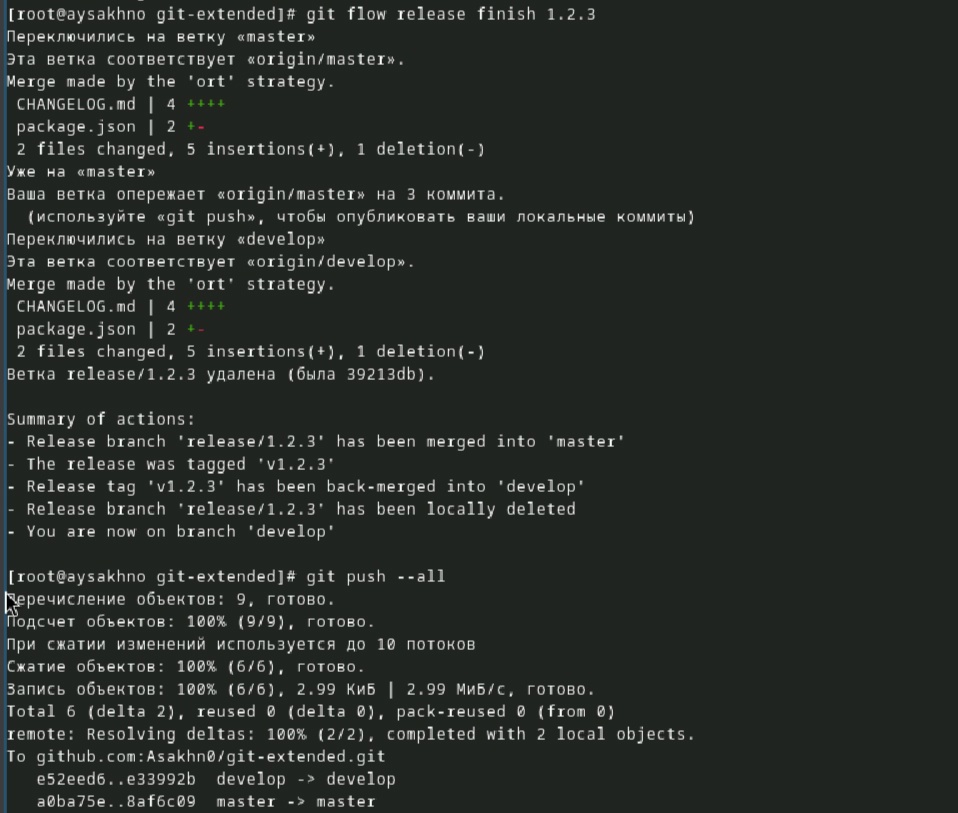 [root@aysakhno git-extended]# git flow release finish 1.2.3
Переключились на ветку «master»
Эта ветка соответствует «origin/master».
Merge made by the 'ort' strategy.
 CHANGELOG.md | 4 ++++
 package.json | 2 +-
 2 files changed, 5 insertions(+), 1 deletion(-)
Уже на «master»
Ваша ветка опережает «origin/master» на 3 коммита.
  (используйте «git push», чтобы опубликовать ваши локальные коммиты)
Переключились на ветку «develop»
Эта ветка соответствует «origin/develop».
Merge made by the 'ort' strategy.
 CHANGELOG.md | 4 ++++
 package.json | 2 +-
 2 files changed, 5 insertions(+), 1 deletion(-)
Ветка release/1.2.3 удалена (была 39213db).

Summary of actions:
- Release branch 'release/1.2.3' has been merged into 'master'
- The release was tagged 'v1.2.3'
- Release tag 'v1.2.3' has been back-merged into 'develop'
- Release branch 'release/1.2.3' has been locally deleted
- You are now on branch 'develop'

[root@aysakhno git-extended]# git push --all
Перечисление объектов: 9, готово.
Подсчет объектов: 100% (9/9), готово.
При сжатии изменений используется до 10 потоков
Сжатие объектов: 100% (6/6), готово.
Запись объектов: 100% (6/6), 2.99 КиБ | 2.99 МиБ/с, готово.
Total 6 (delta 2), reused 0 (delta 0), pack-reused 0 (from 0)
remote: Resolving deltas: 100% (2/2), completed with 2 local objects.
To github.com:Asakhn0/git-extended.git
   e52eed6..e33992b  develop -> develop
   a0ba75e..8af6c09  master -> master